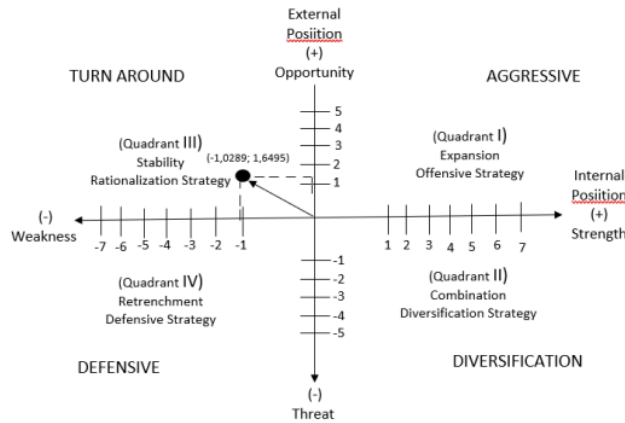 External
Posiition
(+)
Opportunity
TURN AROUND
AGGRESSIVE
5
4
3
2
1
(Quadrant III)
Stability
Rationalization Strategy
(-1,0289; 1,6495)
(Quadrant I)
Expansion
Offensive Strategy
Internal
Posiition
(+)
Strength
(-)
Weakness
-7 -6 -5 -4 -3 -2 -1
1 2 3 4 5 6 7
-1
-2
-3
-4
-5
(Quadrant IV)
Retrenchment
Defensive Strategy
(Quadrant II)
Combination
Diversification Strategy
DEFENSIVE
DIVERSIFICATION
(-)
Threat